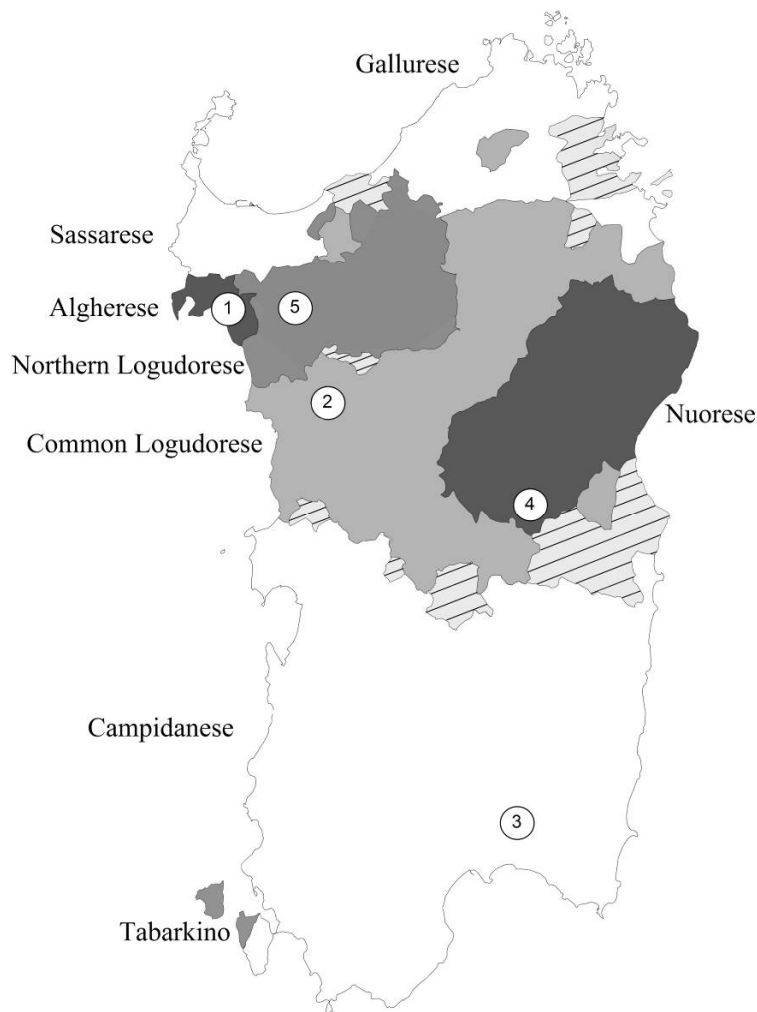 Gallurese
Sassarese
Algherese
1
5
Northern Logudorese
2
Common Logudorese
Nuorese
4
Campidanese
3
Tabarkino